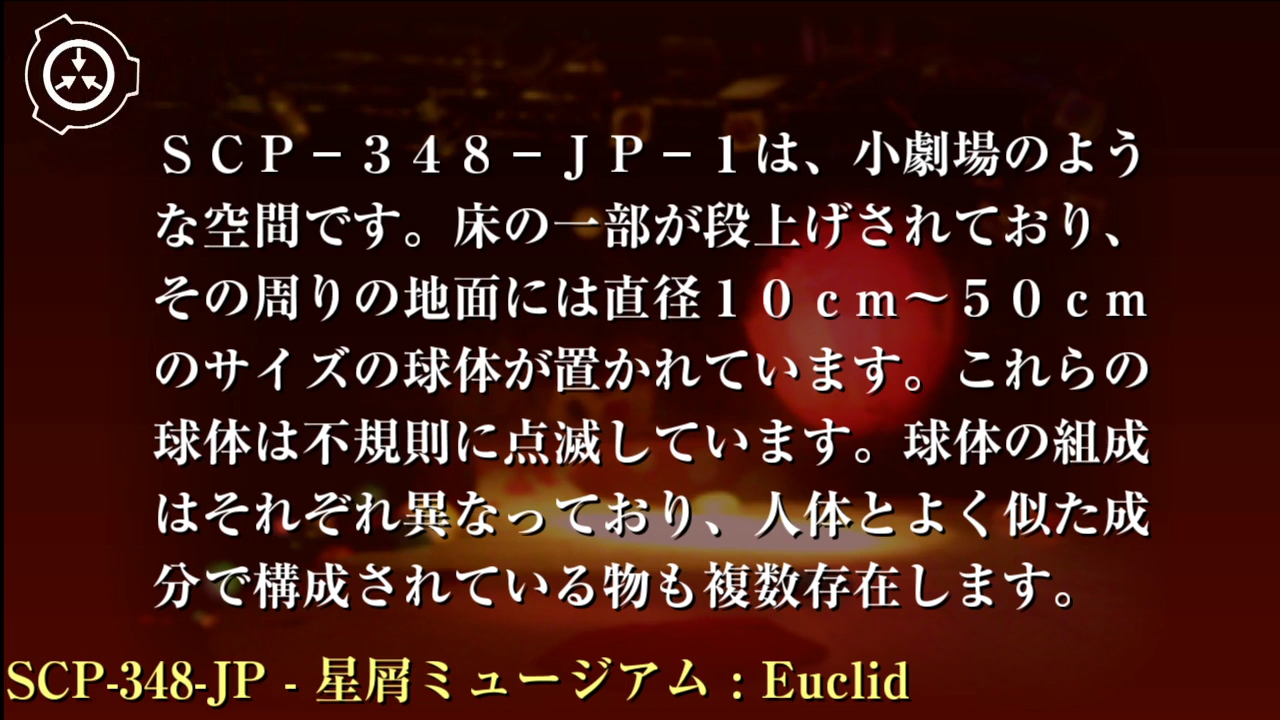 ＳＣＰ－３４８－ＪＰ－１は、小劇場のよう
な空間です。床の一部が段上げされており、
その周りの地面には直径１０ｃｍ～５０ｃｍ
のサイズの球体が置かれています。これらの
球体は不規則に点滅しています。球体の組成
はそれぞれ異なっており、人体とよく似た成
分で構成されている物も複数存在します。
SCP-348-JP - 星屑ミュージアム : Euclid